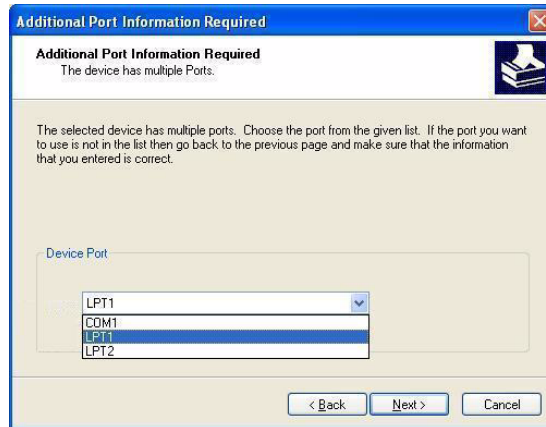 Additional Port Information Required
Additional Port Information Required
The device has multiple Ports.
The selected device has multiple ports. Choose the port from the given list. If the port you want
to use is not in the list then go back to the previous page and make sure that the information
that you entered is correct.
Device Port
LPT1
COM1
LPT1
LPT2
< Back
Next >
Cancel